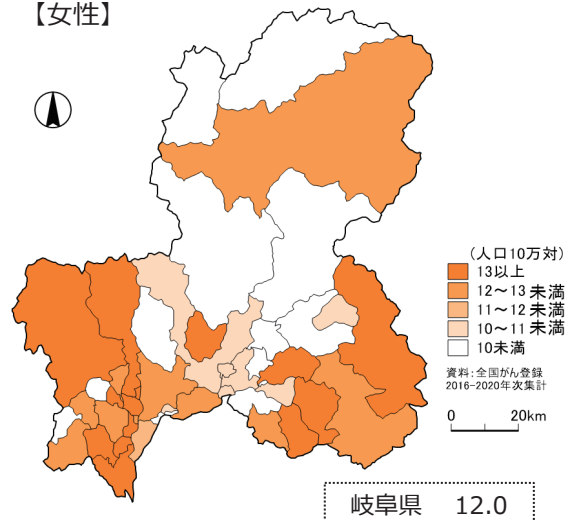 【女性】
(人口10万対)
13以上
12～13 未満
11～12 未満
10～11 未満
10未満
資料:全国がん登録
2016-2020年次集計
0 20km
岐阜県 12.0